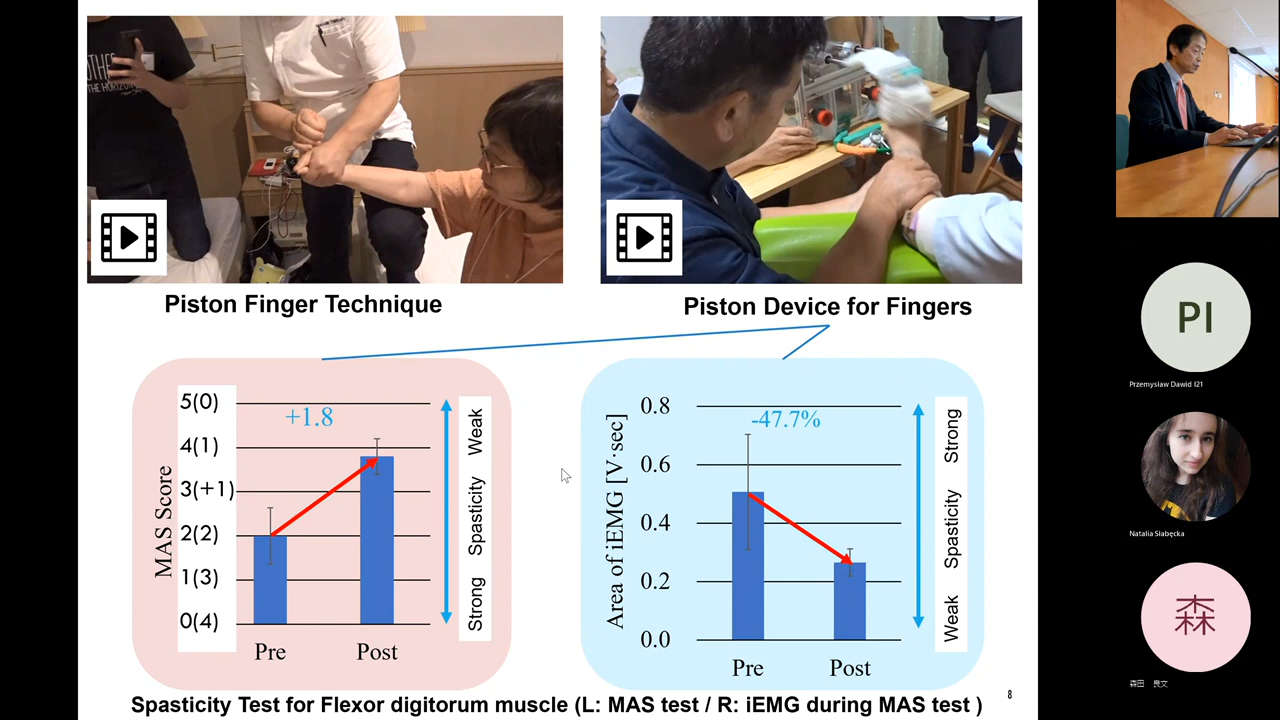 OTHE
THE HORIZON
Piston Finger Technique
Piston Device for Fingers
MAS Score
5(0)
4(1)
3(+1)
2(2)
1(3)
0(4)
+1.8
Pre
Post
Strong Spasticity Weak
Area of iEMG [V·sec]
0.8
0.6
0.4
0.2
0.0
-47.7%
Pre
Post
Weak Spasticity Strong
Spasticity Test for Flexor digitorum muscle (L: MAS test / R: iEMG during MAS test )
8
PI
Przemysław Dawid I21
Natalia Słabęcka
森
森田 良文